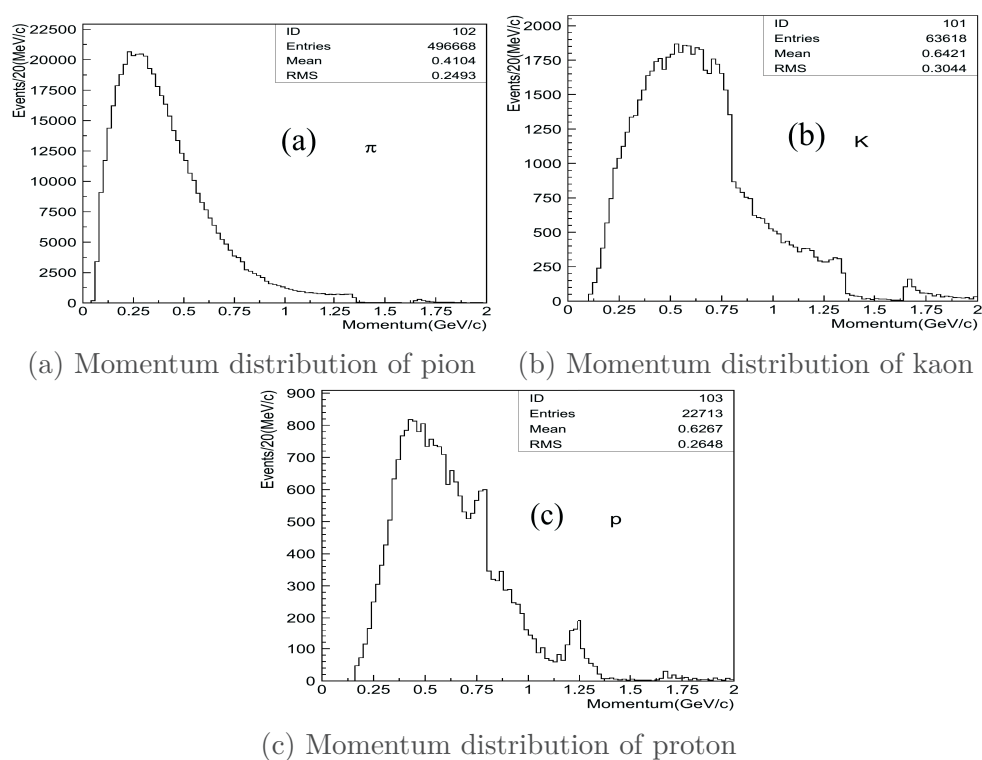 Events/20(MeV/c)
22500
20000
17500
15000
12500
10000
7500
5000
2500
0
ID 102
Entries 496668
Mean 0.4104
RMS 0.2493
(a) π
0.25 0.5 0.75 1 1.25 1.5 1.75 2
Momentum(GeV/c)
Events/20(MeV/c)
2000
1750
1500
1250
1000
750
500
250
0
ID 101
Entries 63618
Mean 0.6421
RMS 0.3044
(b) K
0 0.25 0.5 0.75 1 1.25 1.5 1.75 2
Momentum(GeV/c)
(a) Momentum distribution of pion
(b) Momentum distribution of kaon
Events/20(MeV/c)
900
800
700
600
500
400
300
200
100
0
ID 103
Entries 22713
Mean 0.6267
RMS 0.2648
(c) p
0 0.25 0.5 0.75 1 1.25 1.5 1.75 2
Momentum(GeV/c)
(c) Momentum distribution of proton